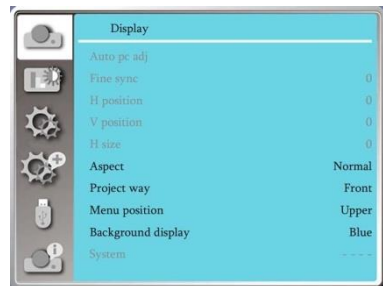 Display
Auto pc adj
Fine sync 0
H position 0
V position 0
H size 0
Aspect Normal
Project way Front
Menu position Upper
Background display Blue
System - - - -